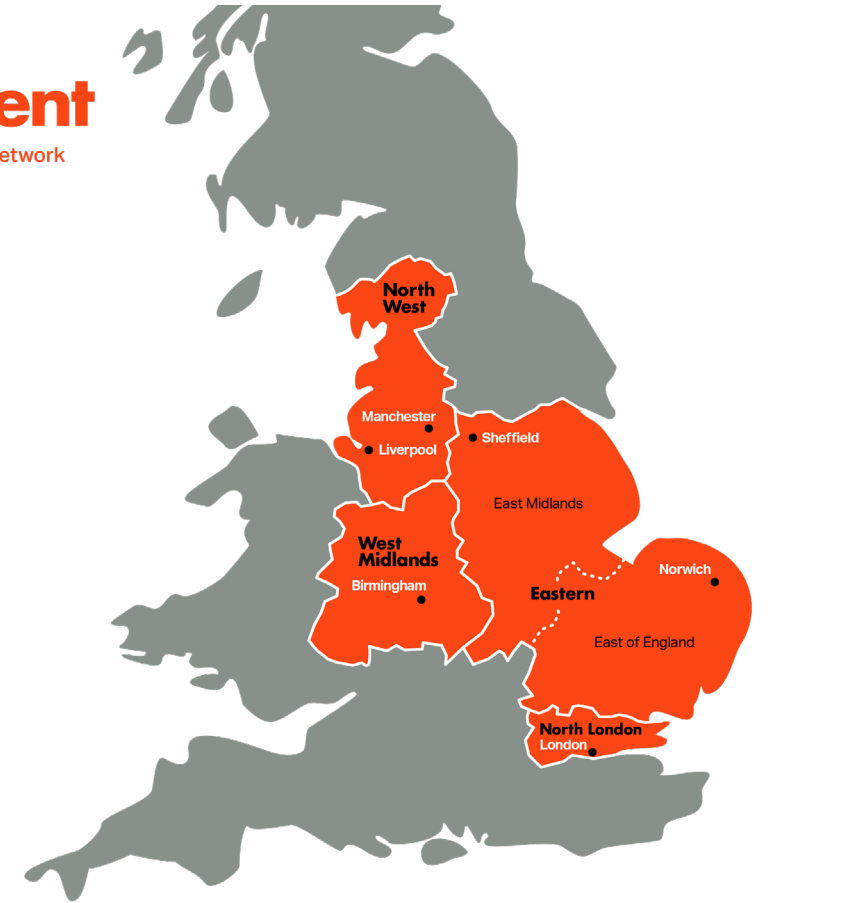 ent
etwork
North
West
Manchester
Liverpool
Sheffield
East Midlands
West
Midlands
Birmingham
Norwich
Eastern
East of England
North London
London